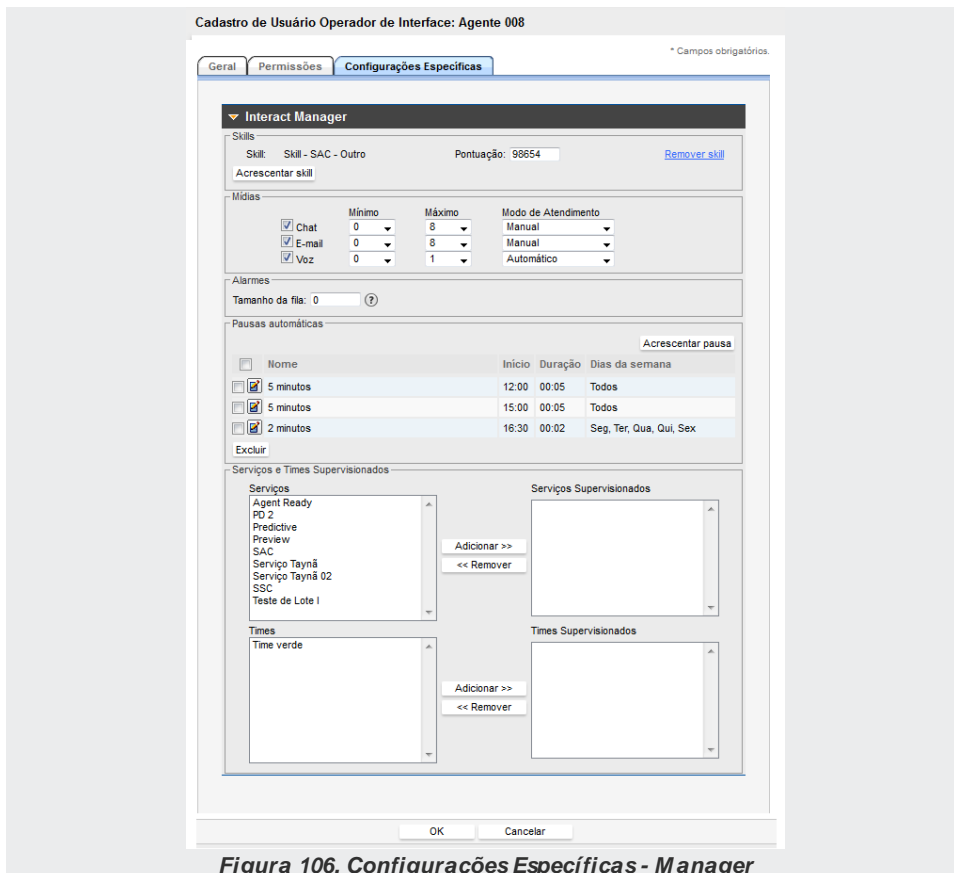 Cadastro de Usuário Operador de Interface: Agente 008
* Campos obrigatórios.
Geral Permissões Configurações Específicas
Interact Manager
Skills
Skill: Skill - SAC - Outro Pontuação: 98654 Remover skill
Acrescentar skill
Mídias
Mínimo Máximo Modo de Atendimento
Chat 0 8 Manual
E-mail 0 8 Manual
Voz 0 1 Automático
Alarmes
Tamanho da fila: 0 ?
Pausas automáticas
Acrescentar pausa
Nome Início Duração Dias da semana
5 minutos 12:00 00:05 Todos
5 minutos 15:00 00:05 Todos
2 minutos 16:30 00:02 Seg, Ter, Qua, Qui, Sex
Excluir
Serviços e Times Supervisionados
Serviços Serviços Supervisionados
Agent Ready
PD 2
Predictive
Preview
SAC
Serviço Taynã
Serviço Taynã 02
SSC
Teste de Lote I
Adicionar >>
<< Remover
Times Times Supervisionados
Time verde
Adicionar >>
<< Remover
OK Cancelar
Figura 106. Configurações Específicas - Manager